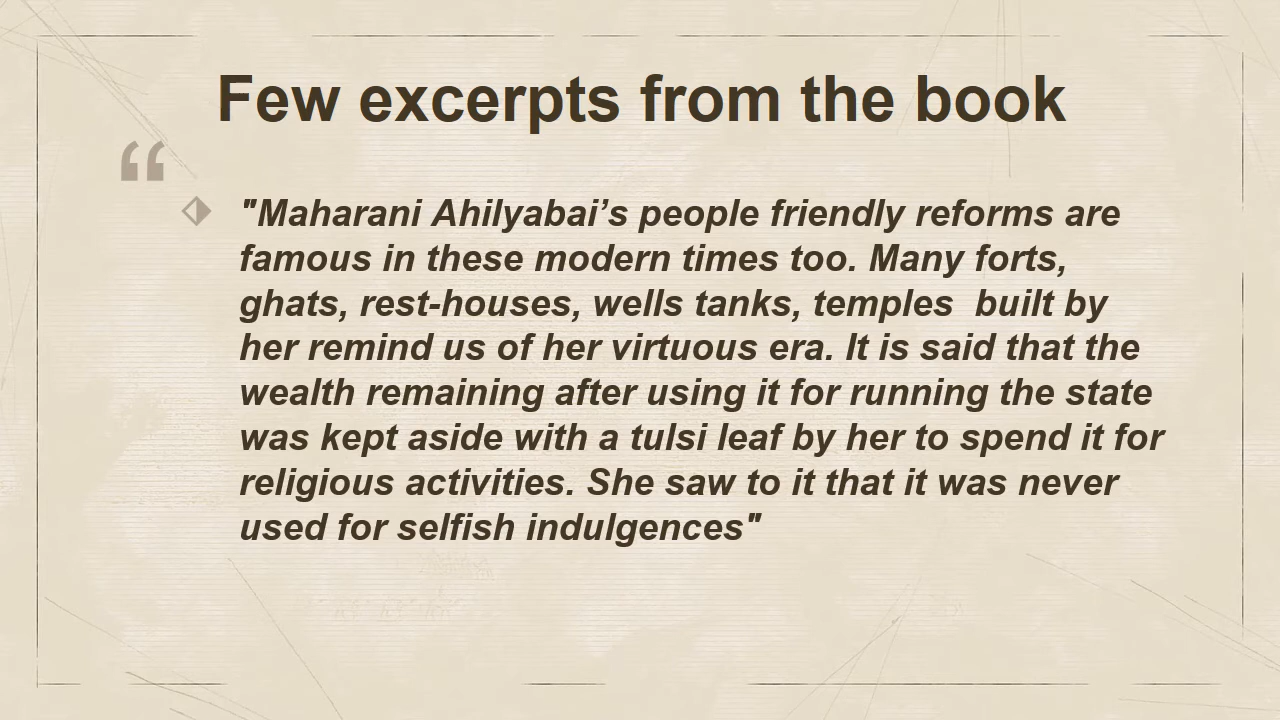 Few excerpts from the book
“
"Maharani Ahilyabai’s people friendly reforms are
famous in these modern times too. Many forts,
ghats, rest-houses, wells tanks, temples  built by
her remind us of her virtuous era. It is said that the
wealth remaining after using it for running the state
was kept aside with a tulsi leaf by her to spend it for
religious activities. She saw to it that it was never
used for selfish indulgences"